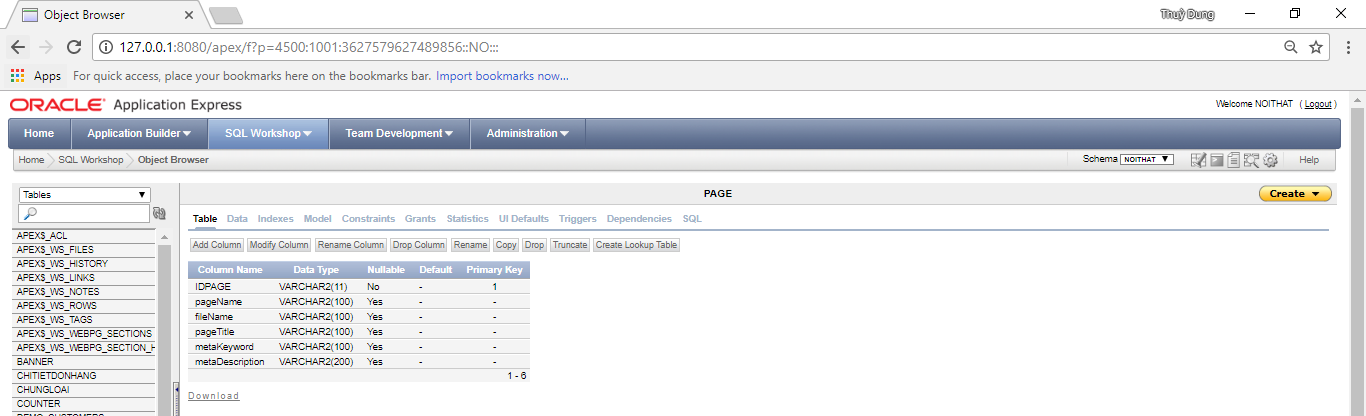 Object Browser
Thuỳ Dung
127.0.0.1:8080/apex/f?p=4500:1001:3627579627489856::NO:::
Apps For quick access, place your bookmarks here on the bookmarks bar. Import bookmarks now...
ORACLE Application Express
Welcome NOITHAT ( Logout )
Home Application Builder SQL Workshop Team Development Administration
Home SQL Workshop Object Browser
Schema NOITHAT Help
Tables
APEX$_ACL
APEX$_WS_FILES
APEX$_WS_HISTORY
APEX$_WS_LINKS
APEX$_WS_NOTES
APEX$_WS_ROWS
APEX$_WS_TAGS
APEX$_WS_WEBPG_SECTIONS
APEX$_WS_WEBPG_SECTION_H
BANNER
CHITIETDONHANG
CHUNGLOAI
COUNTER
DEMO_CUSTOMERS
PAGE
Create
Table Data Indexes Model Constraints Grants Statistics UI Defaults Triggers Dependencies SQL
Add Column Modify Column Rename Column Drop Column Rename Copy Drop Truncate Create Lookup Table
Column Name Data Type Nullable Default Primary Key
IDPAGE VARCHAR2(11) No - 1
pageName VARCHAR2(100) Yes - -
fileName VARCHAR2(100) Yes - -
pageTitle VARCHAR2(100) Yes - -
metaKeyword VARCHAR2(100) Yes - -
metaDescription VARCHAR2(200) Yes - -
1 - 6
Download